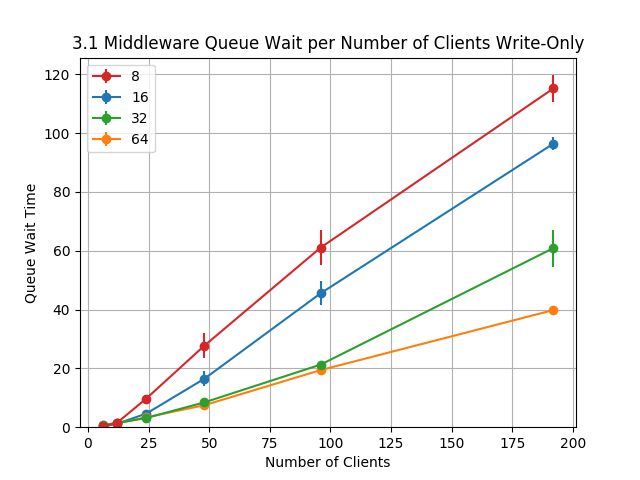 3.1 Middleware Queue Wait per Number of Clients Write-Only
8
16
32
64
Queue Wait Time
120
100
80
60
40
20
0
0 25 50 75 100 125 150 175 200
Number of Clients